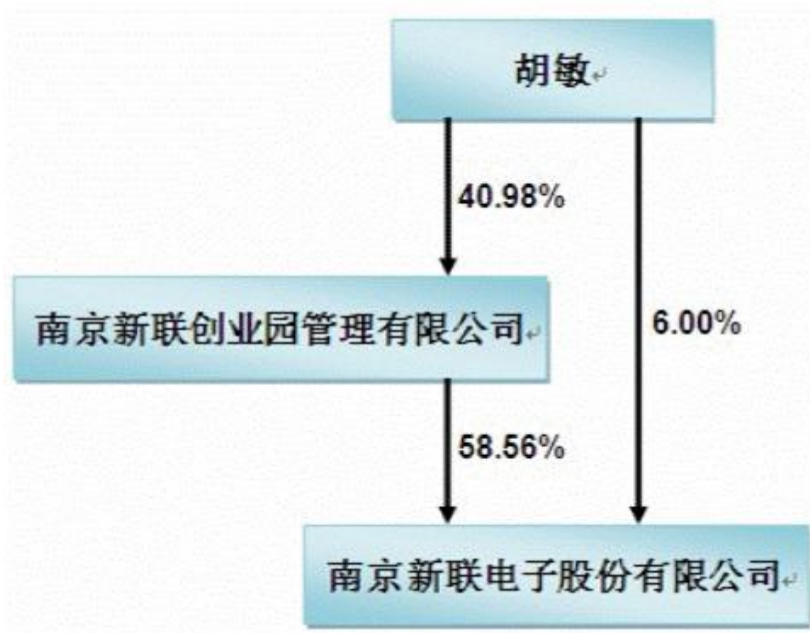 胡敏
40.98%
南京新联创业园管理有限公司
6.00%
58.56%
南京新联电子股份有限公司